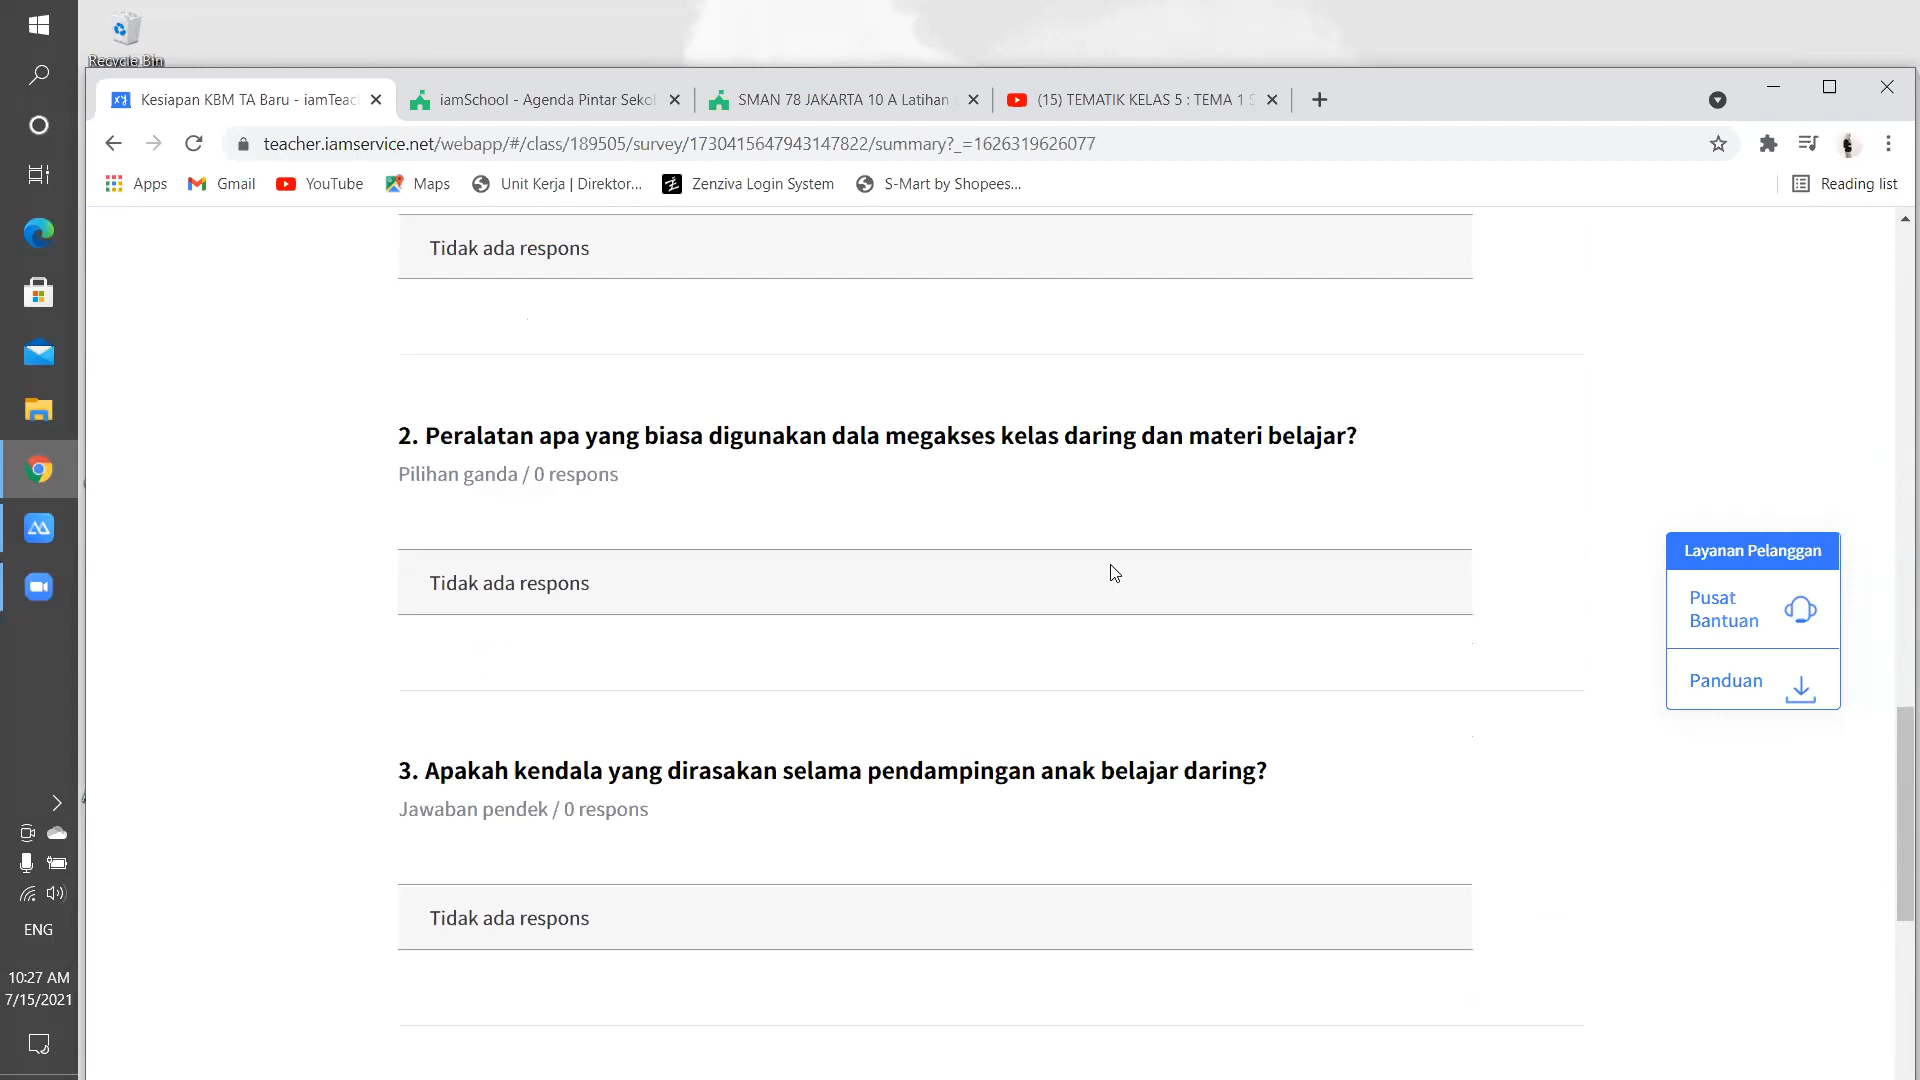 Recycle Bin
Kesiapan KBM TA Baru - iamTeac
iamSchool - Agenda Pintar Sekol
SMAN 78 JAKARTA 10 A Latihan
(15) TEMATIK KELAS 5 : TEMA 1 S
teacher.iamservice.net/webapp/#/class/189505/survey/1730415647943147822/summary?_=1626319626077
Apps
Gmail
YouTube
Maps
Unit Kerja | Direktor...
Zenziva Login System
S-Mart by Shopees...
Reading list
Tidak ada respons
2. Peralatan apa yang biasa digunakan dala megakses kelas daring dan materi belajar?
Pilihan ganda / 0 respons
Tidak ada respons
3. Apakah kendala yang dirasakan selama pendampingan anak belajar daring?
Jawaban pendek / 0 respons
Tidak ada respons
Layanan Pelanggan
Pusat
Bantuan
Panduan
ENG
10:27 AM
7/15/2021